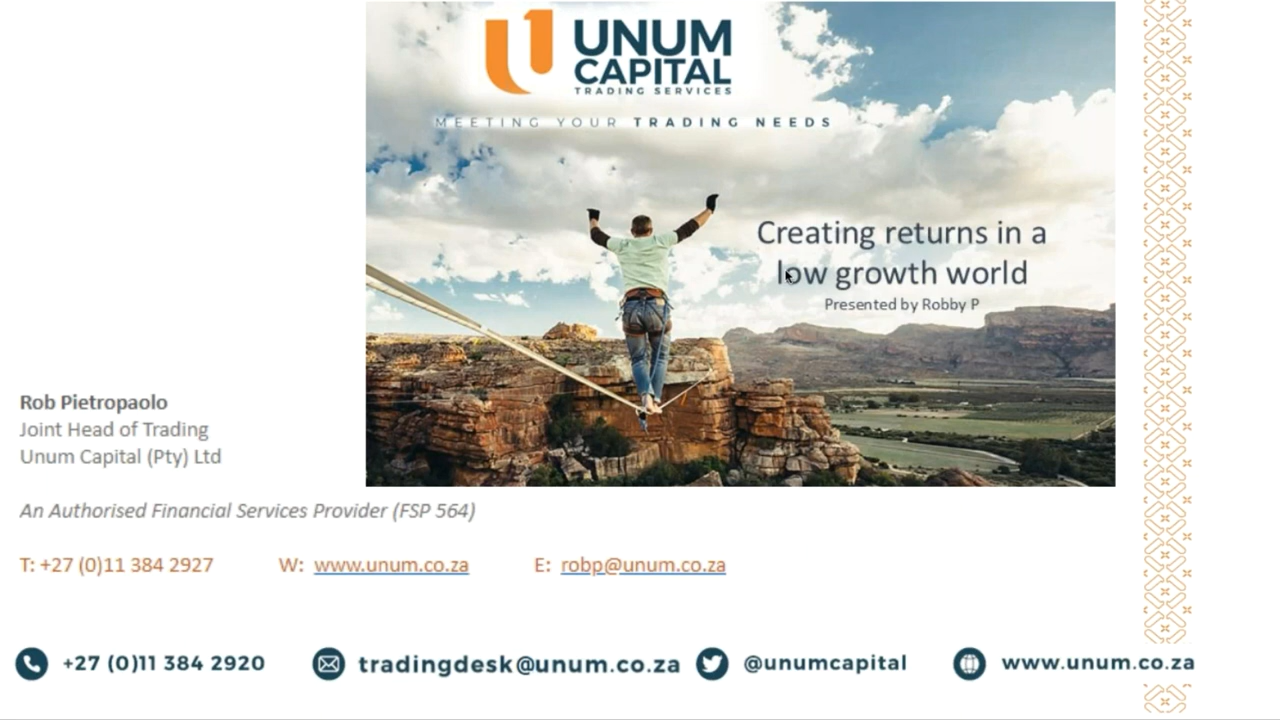 UNUM
CAPITAL
TRADING SERVICES
MEETING YOUR TRADING NEEDS
Creating returns in a
low growth world
Presented by Robby P
Rob Pietropaolo
Joint Head of Trading
Unum Capital (Pty) Ltd
An Authorised Financial Services Provider (FSP 564)
T: +27 (0)11 384 2927 W: www.unum.co.za E: robp@unum.co.za
+27 (0)11 384 2920 tradingdesk@unum.co.za @unumcapital www.unum.co.za